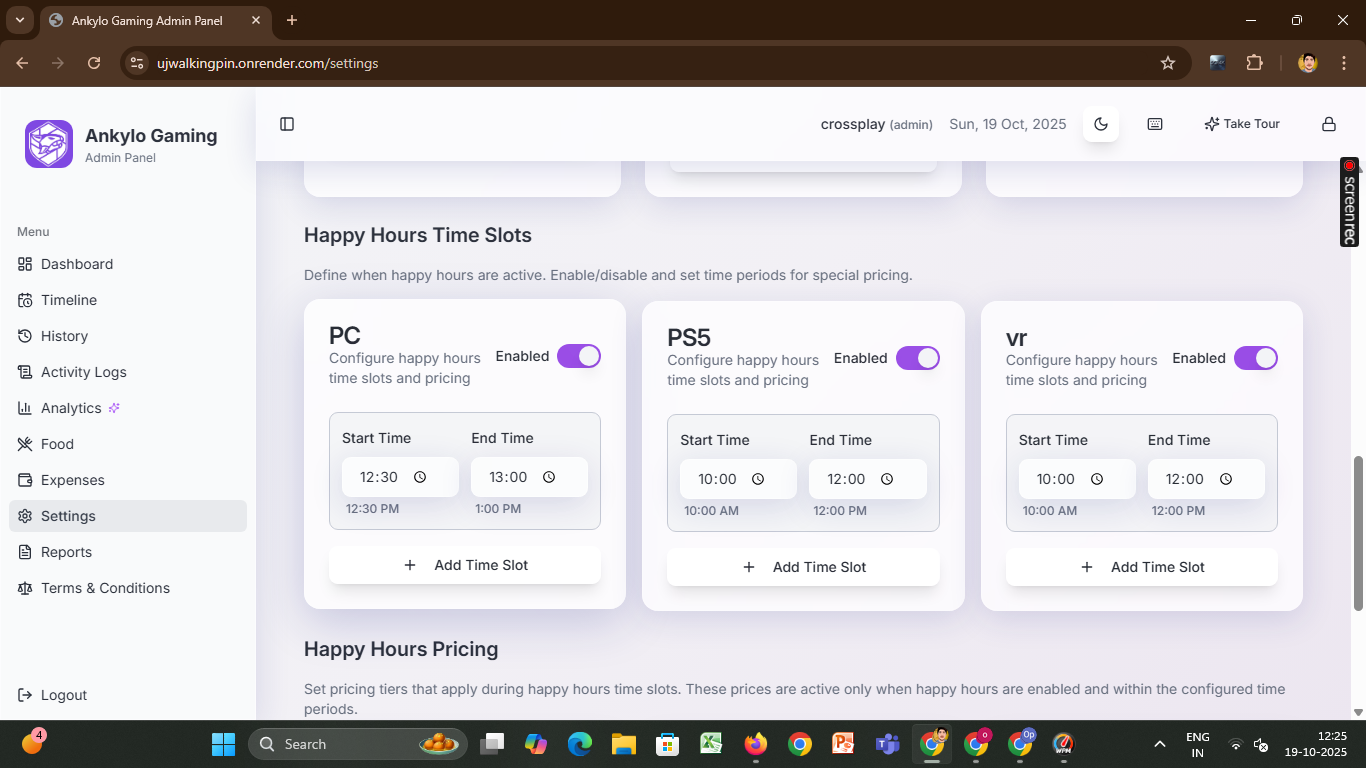 Ankylo Gaming Admin Panel
ujwalkingpin.onrender.com/settings
Ankylo Gaming
Admin Panel
crossplay (admin) Sun, 19 Oct, 2025 Take Tour
screen rec
Menu
Dashboard
Timeline
History
Activity Logs
Analytics
Food
Expenses
Settings
Reports
Terms & Conditions
Logout
Happy Hours Time Slots
Define when happy hours are active. Enable/disable and set time periods for special pricing.
PC
Configure happy hours
time slots and pricing
Enabled
Start Time End Time
12:30 13:00
12:30 PM 1:00 PM
+ Add Time Slot
PS5
Configure happy hours
time slots and pricing
Enabled
Start Time End Time
10:00 12:00
10:00 AM 12:00 PM
+ Add Time Slot
vr
Configure happy hours
time slots and pricing
Enabled
Start Time End Time
10:00 12:00
10:00 AM 12:00 PM
+ Add Time Slot
Happy Hours Pricing
Set pricing tiers that apply during happy hours time slots. These prices are active only when happy hours are enabled and within the configured time
periods.
4
Search
o
Op
WPM
ENG
IN
12:25
19-10-2025